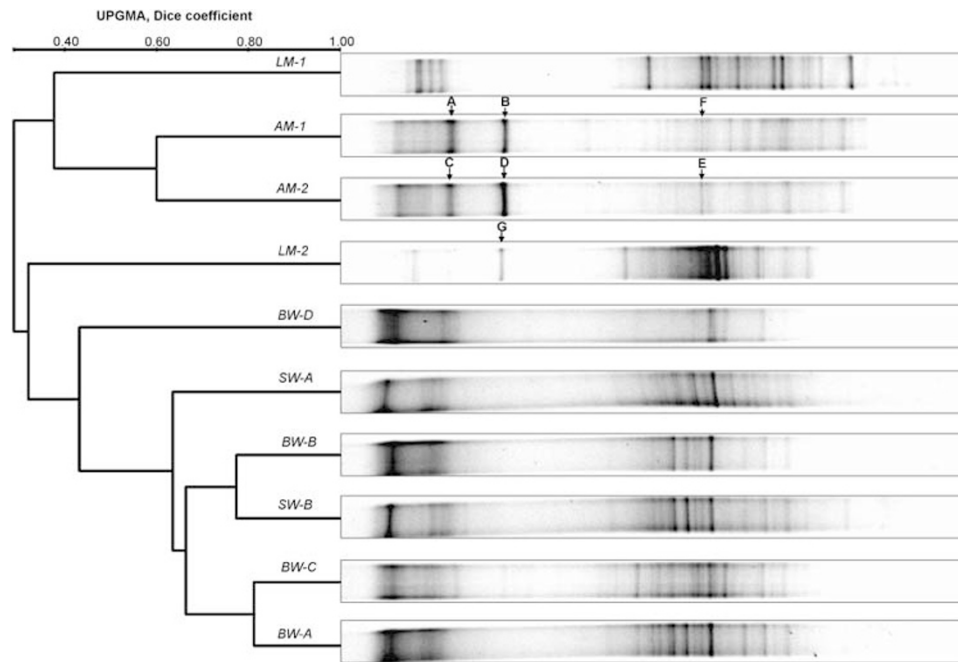 UPGMA, Dice coefficient
0.40 0.60 0.80 1.00
LM-1
A B F
AM-1
C D E
AM-2
G
LM-2
BW-D
SW-A
BW-B
SW-B
BW-C
BW-A